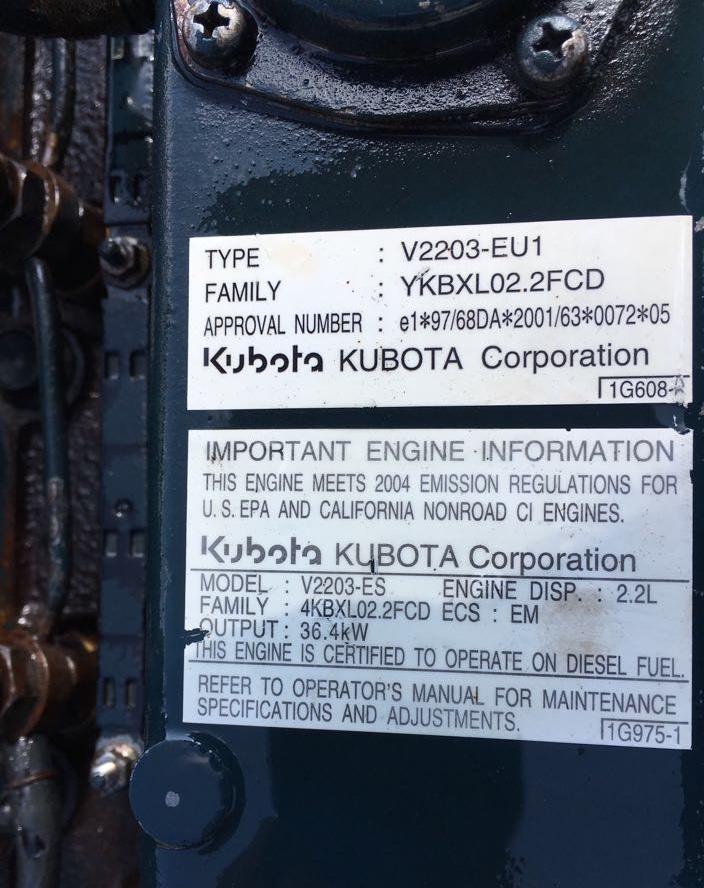 TYPE : V2203-EU1
FAMILY : YKBXL02.2FCD
APPROVAL NUMBER : e1*97/68DA*2001/63*0072*05
Kubota KUBOTA Corporation
1G608-
IMPORTANT ENGINE INFORMATION
THIS ENGINE MEETS 2004 EMISSION REGULATIONS FOR
U.S. EPA AND CALIFORNIA NONROAD CI ENGINES.
Kubota KUBOTA Corporation
MODEL : V2203-ES ENGINE DISP. : 2.2L
FAMILY : 4KBXL02.2FCD ECS : EM
OUTPUT : 36.4kW
THIS ENGINE IS CERTIFIED TO OPERATE ON DIESEL FUEL.
REFER TO OPERATOR'S MANUAL FOR MAINTENANCE
SPECIFICATIONS AND ADJUSTMENTS.
1G975-1